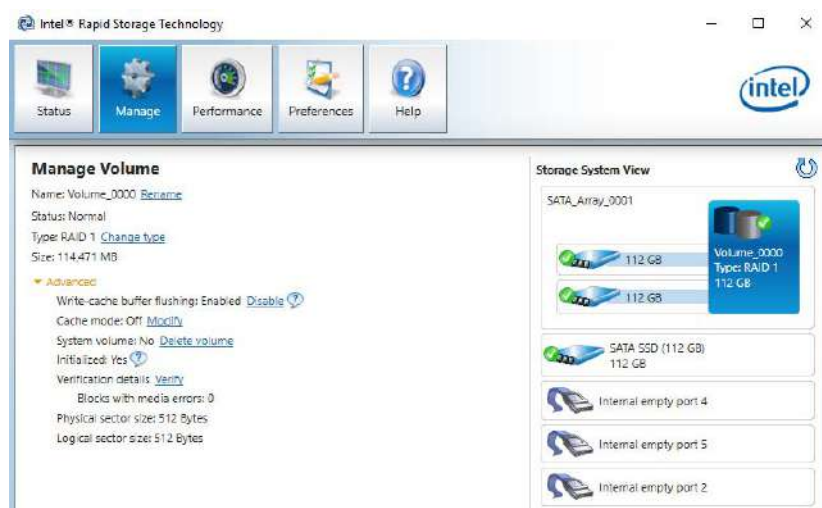 Intel® Rapid Storage Technology
Status
Manage
Performance
Preferences
Help
intel
Manage Volume
Name: Volume_0000 Rename
Status: Normal
Type: RAID 1 Change type
Size: 114,471 MB
Advanced
Write-cache buffer flushing: Enabled Disable ?
Cache mode: Off Modify
System volume: No Delete volume
Initialized: Yes ?
Verification details Verify
Blocks with media errors: 0
Physical sector size: 512 Bytes
Logical sector size: 512 Bytes
Storage System View
SATA_Array_0001
112 GB
112 GB
Volume_0000
Type: RAID 1
112 GB
SATA SSD (112 GB)
112 GB
Internal empty port 4
Internal empty port 5
Internal empty port 2